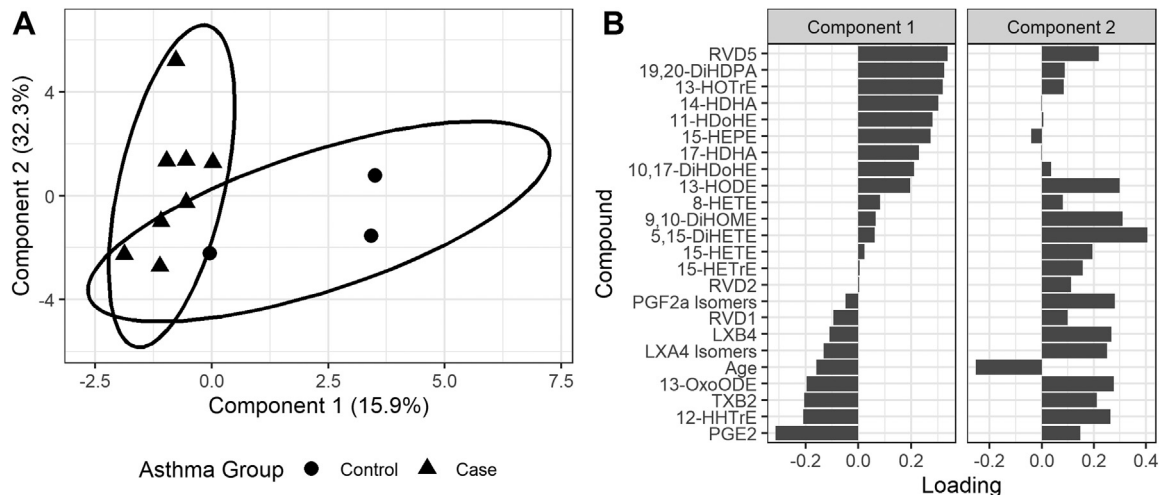 A
Component 2 (32.3%)
4
0
-4
-2.5 0.0 2.5 5.0 7.5
Component 1 (15.9%)
Asthma Group Control Case
B
Component 1 Component 2
Compound
RVD5
19,20-DiHDPA
13-HOTrE
14-HDHA
11-HDoHE
15-HEPE
17-HDHA
10,17-DiHDoHE
13-HODE
8-HETE
9,10-DiHOME
5,15-DiHETE
15-HETE
15-HETrE
RVD2
PGF2a Isomers
RVD1
LXB4
LXA4 Isomers
Age
13-OxoODE
TXB2
12-HHTrE
PGE2
-0.2 0.0 0.2 -0.2 0.0 0.2 0.4
Loading